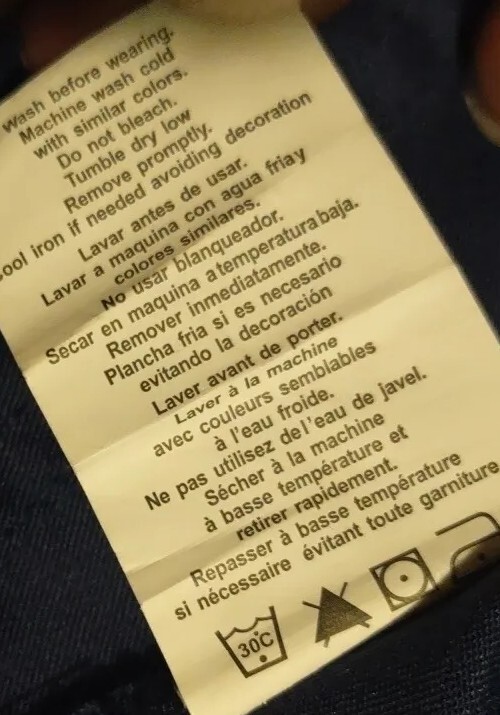 Wash before wearing.
Machine wash cold
with similar colors.
Do not bleach.
Tumble dry low
Remove promptly.
ool iron if needed avoiding decoration
Lavar antes de usar.
Lavar a maquina con agua friay
colores similares.
No usar blanqueador.
Secar en maquina a temperatura baja.
Remover inmediatamente.
Plancha fria si es necesario
evitando la decoración
Laver avant de porter.
Laver à la machine
avec couleurs semblables
à l'eau froide.
Ne pas utilisez de l'eau de javel.
Sécher à la machine
à basse température et
retirer rapidement.
Repasser à basse température
si nécessaire évitant toute garniture
30°C